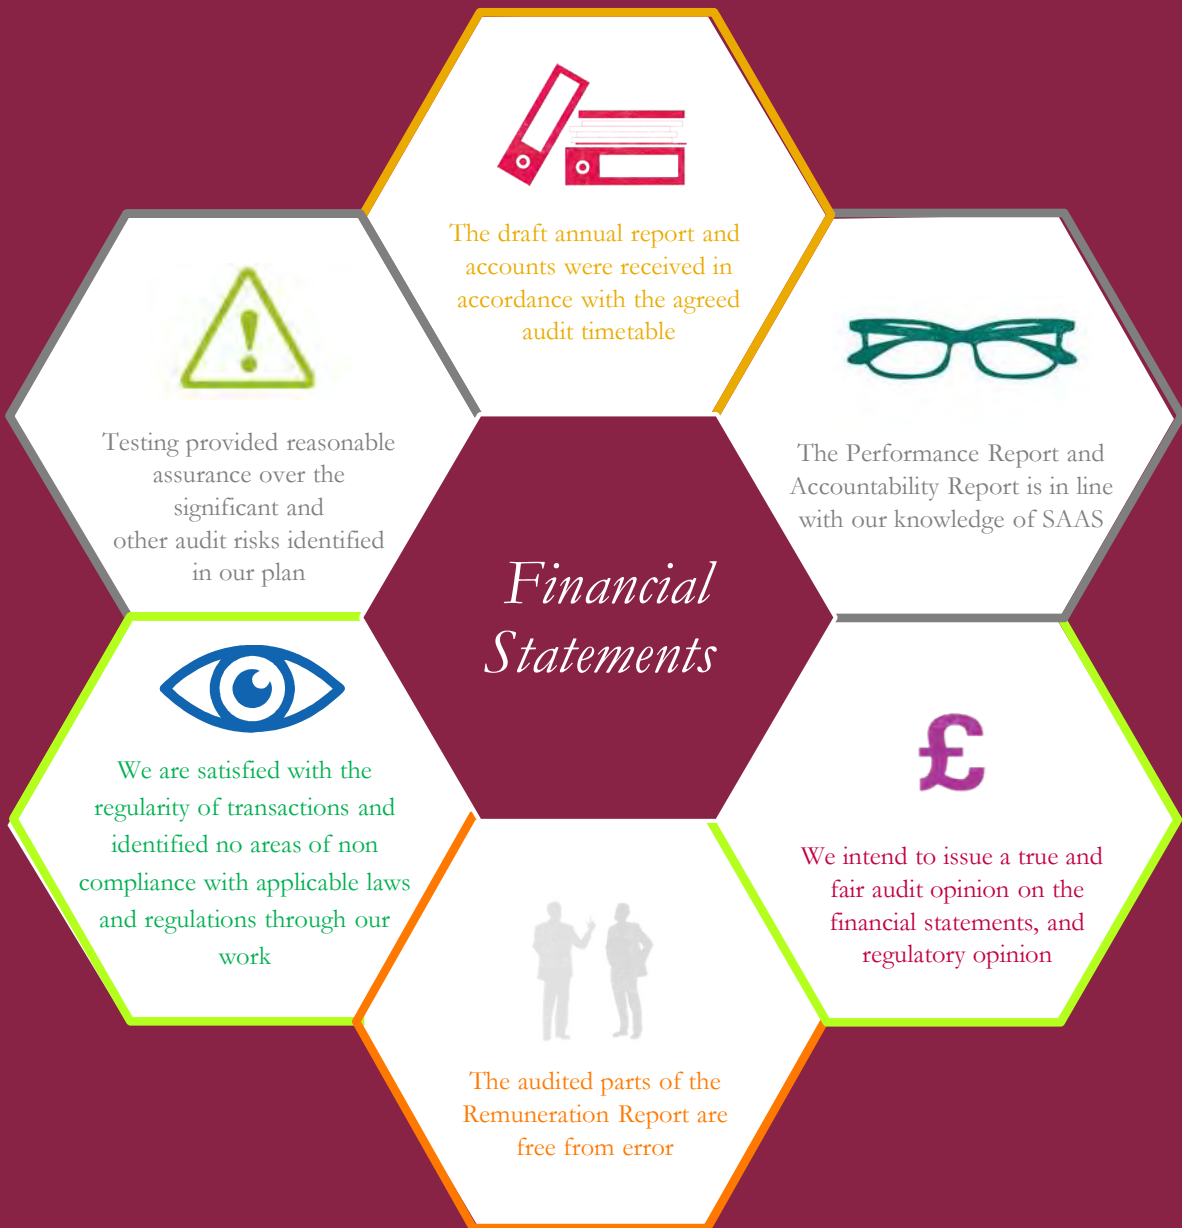 The draft annual report and
accounts were received in
accordance with the agreed
audit timetable
Testing provided reasonable
assurance over the
significant and
other audit risks identified
in our plan
The Performance Report and
Accountability Report is in line
with our knowledge of SAAS
Financial
Statements
We are satisfied with the
regularity of transactions and
identified no areas of non
compliance with applicable laws
and regulations through our
work
£
We intend to issue a true and
fair audit opinion on the
financial statements, and
regulatory opinion
The audited parts of the
Remuneration Report are
free from error